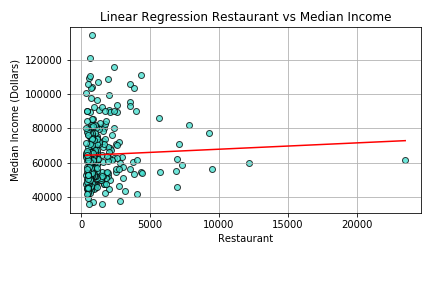 Linear Regression Restaurant vs Median Income
Median Income (Dollars)
120000
100000
80000
60000
40000
0 5000 10000 15000 20000
Restaurant